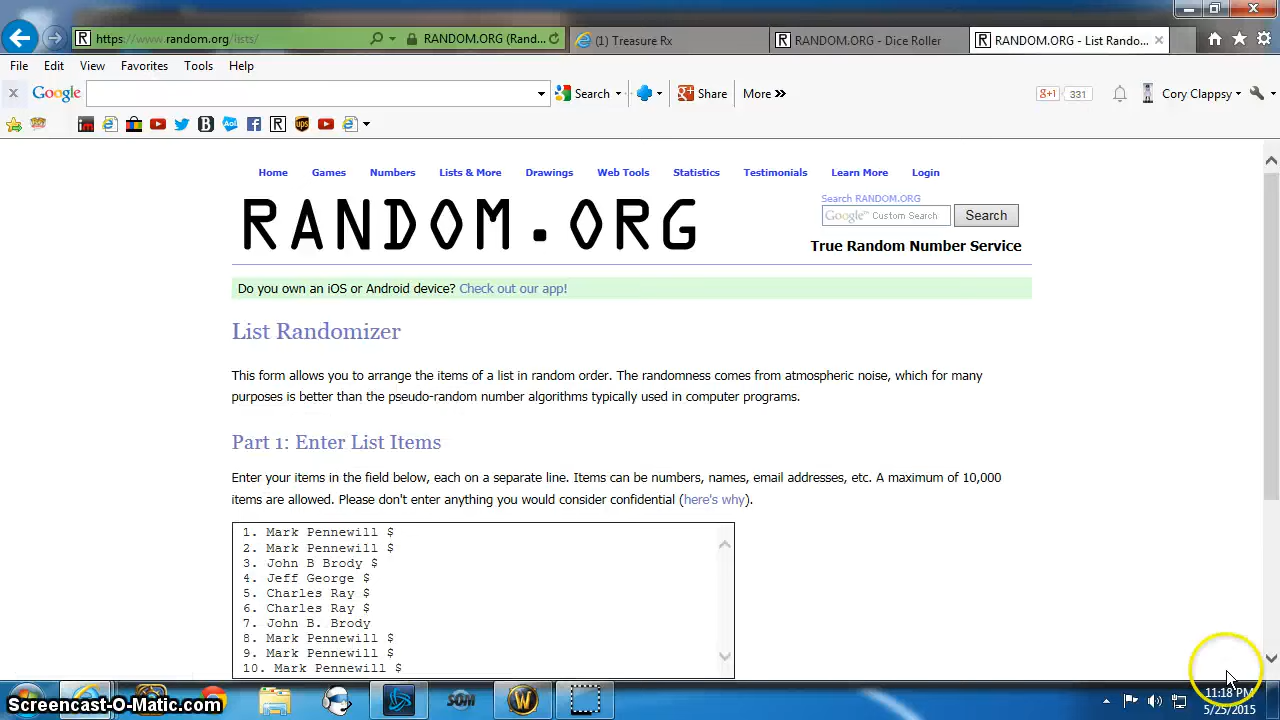 https://www.random.org/lists/
RANDOM.ORG (Rand...
(1) Treasure Rx
RANDOM.ORG - Dice Roller
RANDOM.ORG - List Rando...
File Edit View Favorites Tools Help
Google Search Share More »
331
Cory Clappsy
Home Games Numbers Lists & More Drawings Web Tools Statistics Testimonials Learn More Login
RANDOM.ORG
Search RANDOM.ORG
Google™ Custom Search
Search
True Random Number Service
Do you own an iOS or Android device? Check out our app!
List Randomizer
This form allows you to arrange the items of a list in random order. The randomness comes from atmospheric noise, which for many
purposes is better than the pseudo-random number algorithms typically used in computer programs.
Part 1: Enter List Items
Enter your items in the field below, each on a separate line. Items can be numbers, names, email addresses, etc. A maximum of 10,000
items are allowed. Please don't enter anything you would consider confidential (here's why).
1. Mark Pennewill $
2. Mark Pennewill $
3. John B Brody $
4. Jeff George $
5. Charles Ray $
6. Charles Ray $
7. John B. Brody
8. Mark Pennewill $
9. Mark Pennewill $
10. Mark Pennewill $
Screencast-O-Matic.com
11:18 PM
5/25/2015